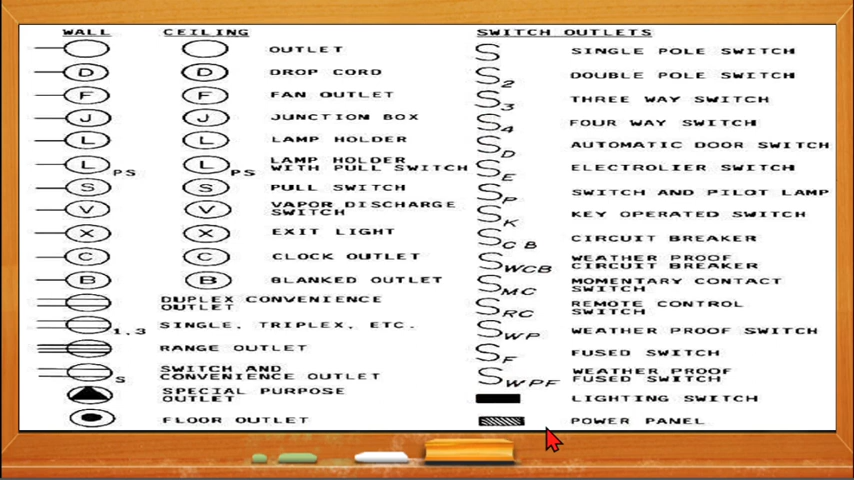 WALL CEILING
OUTLET
D D DROP CORD
F F FAN OUTLET
J J JUNCTION BOX
L L LAMP HOLDER
L PS L PS LAMP HOLDER
WITH PULL SWITCH
S S PULL SWITCH
V V VAPOR DISCHARGE
SWITCH
X X EXIT LIGHT
C C CLOCK OUTLET
B B BLANKED OUTLET
DUPLEX CONVENIENCE
OUTLET
1,3 SINGLE, TRIPLEX, ETC.
RANGE OUTLET
S SWITCH AND
CONVENIENCE OUTLET
SPECIAL PURPOSE
OUTLET
FLOOR OUTLET
SWITCH OUTLETS
S SINGLE POLE SWITCH
S2 DOUBLE POLE SWITCH
S3 THREE WAY SWITCH
S4 FOUR WAY SWITCH
SD AUTOMATIC DOOR SWITCH
SE ELECTROLIER SWITCH
SP SWITCH AND PILOT LAMP
SK KEY OPERATED SWITCH
SCB CIRCUIT BREAKER
SWCB WEATHER PROOF
CIRCUIT BREAKER
SMC MOMENTARY CONTACT
SWITCH
SRC REMOTE CONTROL
SWITCH
SWP WEATHER PROOF SWITCH
SF FUSED SWITCH
SWPF WEATHER PROOF
FUSED SWITCH
LIGHTING SWITCH
POWER PANEL